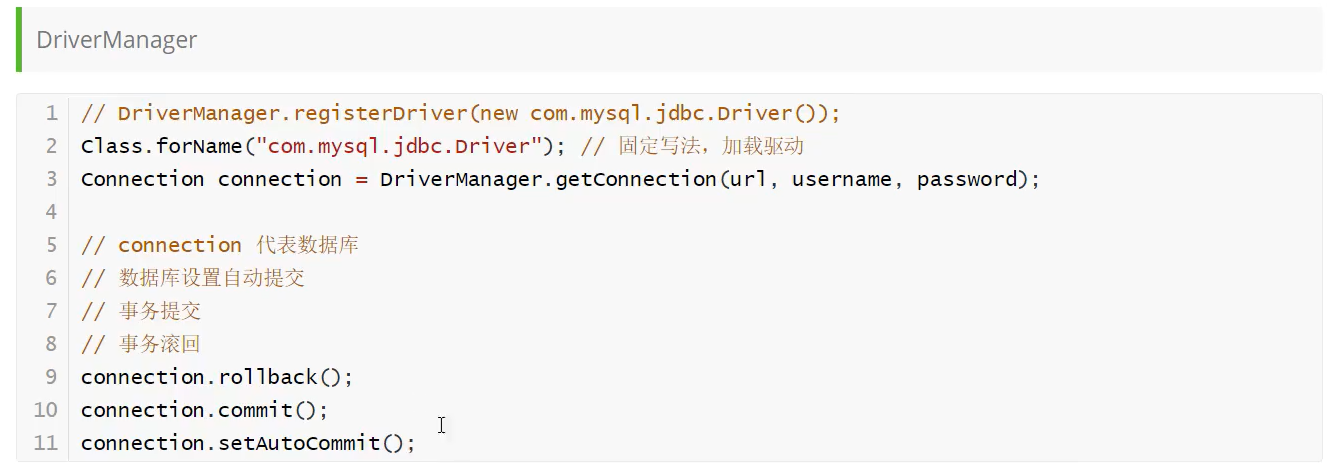 DriverManager
1 // DriverManager.registerDriver(new com.mysql.jdbc.Driver());
2 Class.forName("com.mysql.jdbc.Driver"); // 固定写法，加载驱动
3 Connection connection = DriverManager.getConnection(url, username, password);
4
5 // connection 代表数据库
6 // 数据库设置自动提交
7 // 事务提交
8 // 事务滚回
9 connection.rollback();
10 connection.commit();
11 connection.setAutoCommit();